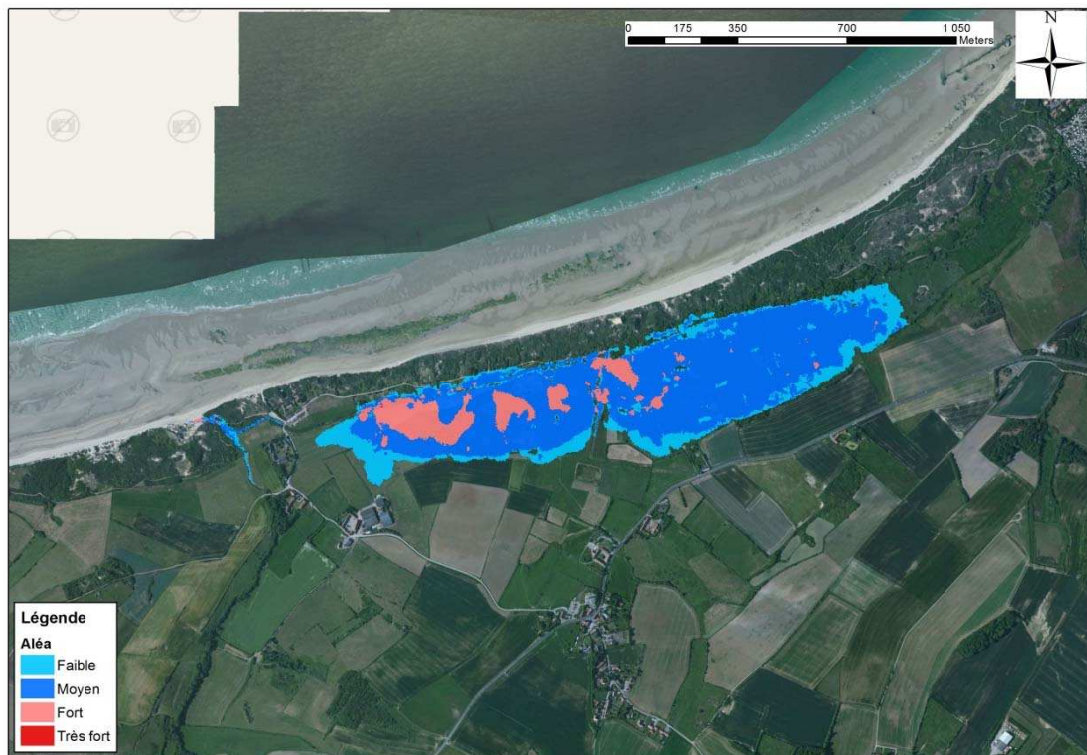 0 175 350 700 1 050
Meters
N
Légende
Aléa
Faible
Moyen
Fort
Très fort